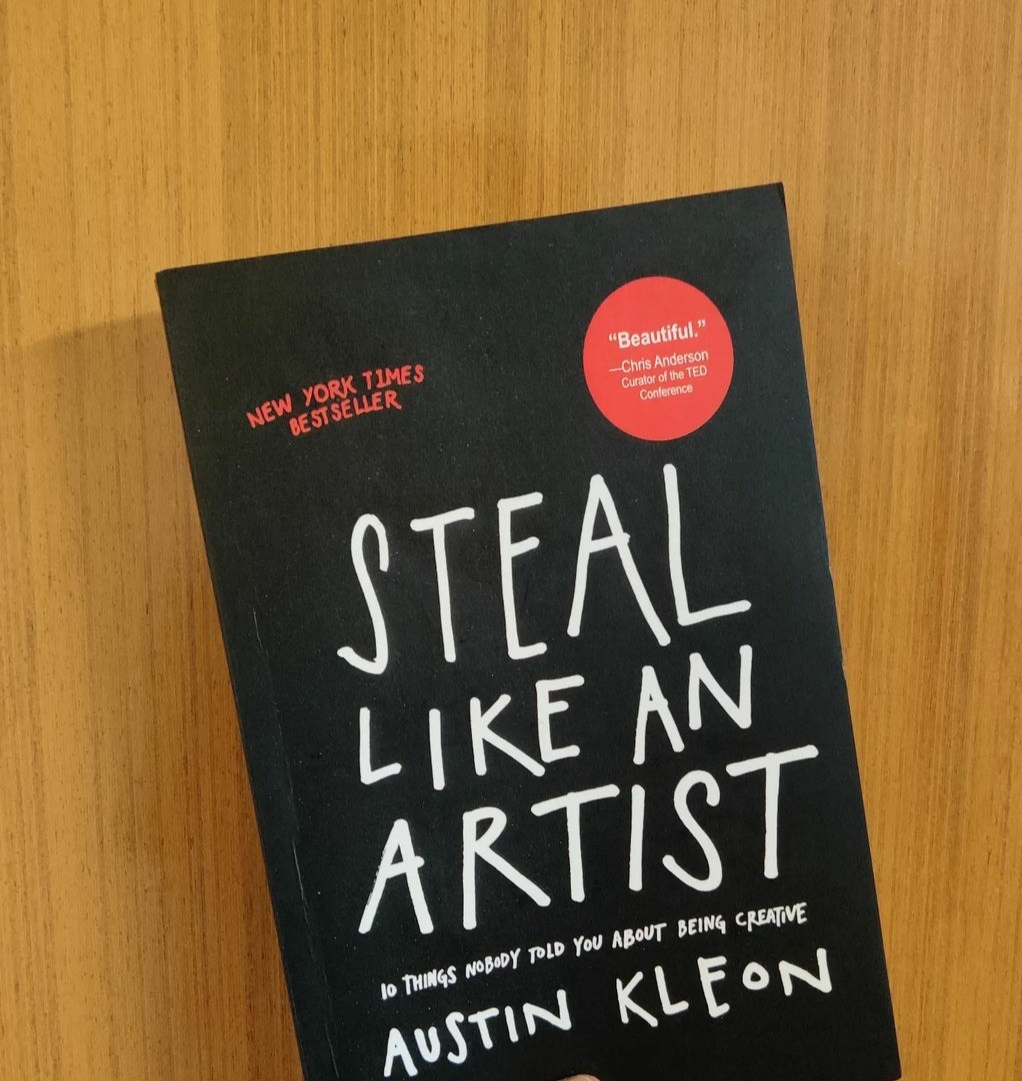 “Beautiful.”
—Chris Anderson
Curator of the TED
Conference
NEW YORK TIMES
BESTSELLER
STEAL
LIKE AN
ARTIST
10 THINGS NOBODY TOLD YOU ABOUT BEING CREATIVE
AUSTIN KLEON